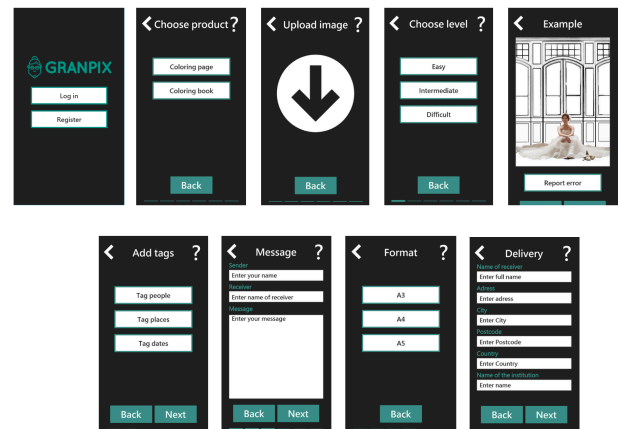 GRANPIX
Log in
Register
Choose product ?
Coloring page
Coloring book
Back
Upload image ?
Back
Choose level ?
Easy
Intermediate
Difficult
Back
Example
Report error
Add tags ?
Tag people
Tag places
Tag dates
Back Next
Message ?
Sender
Enter your name
Receiver
Enter name of receiver
Message
Enter your message
Back Next
Format ?
A3
A4
A5
Back
Delivery ?
Name of receiver
Enter full name
Adress
Enter adress
City
Enter City
Postcode
Enter Postcode
Country
Enter Country
Name of the institution
Enter name
Back Next